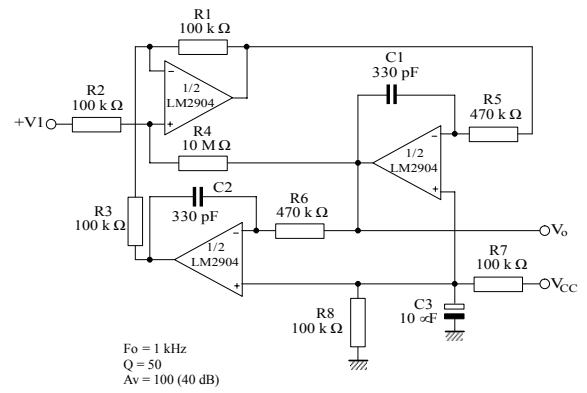 R1
100 k Ω
C1
330 pF
R2
100 k Ω
−
1/2
LM2904
+
R5
470 k Ω
+V1
R4
10 M Ω
−
1/2
LM2904
+
C2
R3
100 k Ω
330 pF
R6
470 k Ω
−
1/2
LM2904
+
Vo
R7
100 k Ω
VCC
R8
100 k Ω
C3
10 ∝F
Fo = 1 kHz
Q = 50
Av = 100 (40 dB)